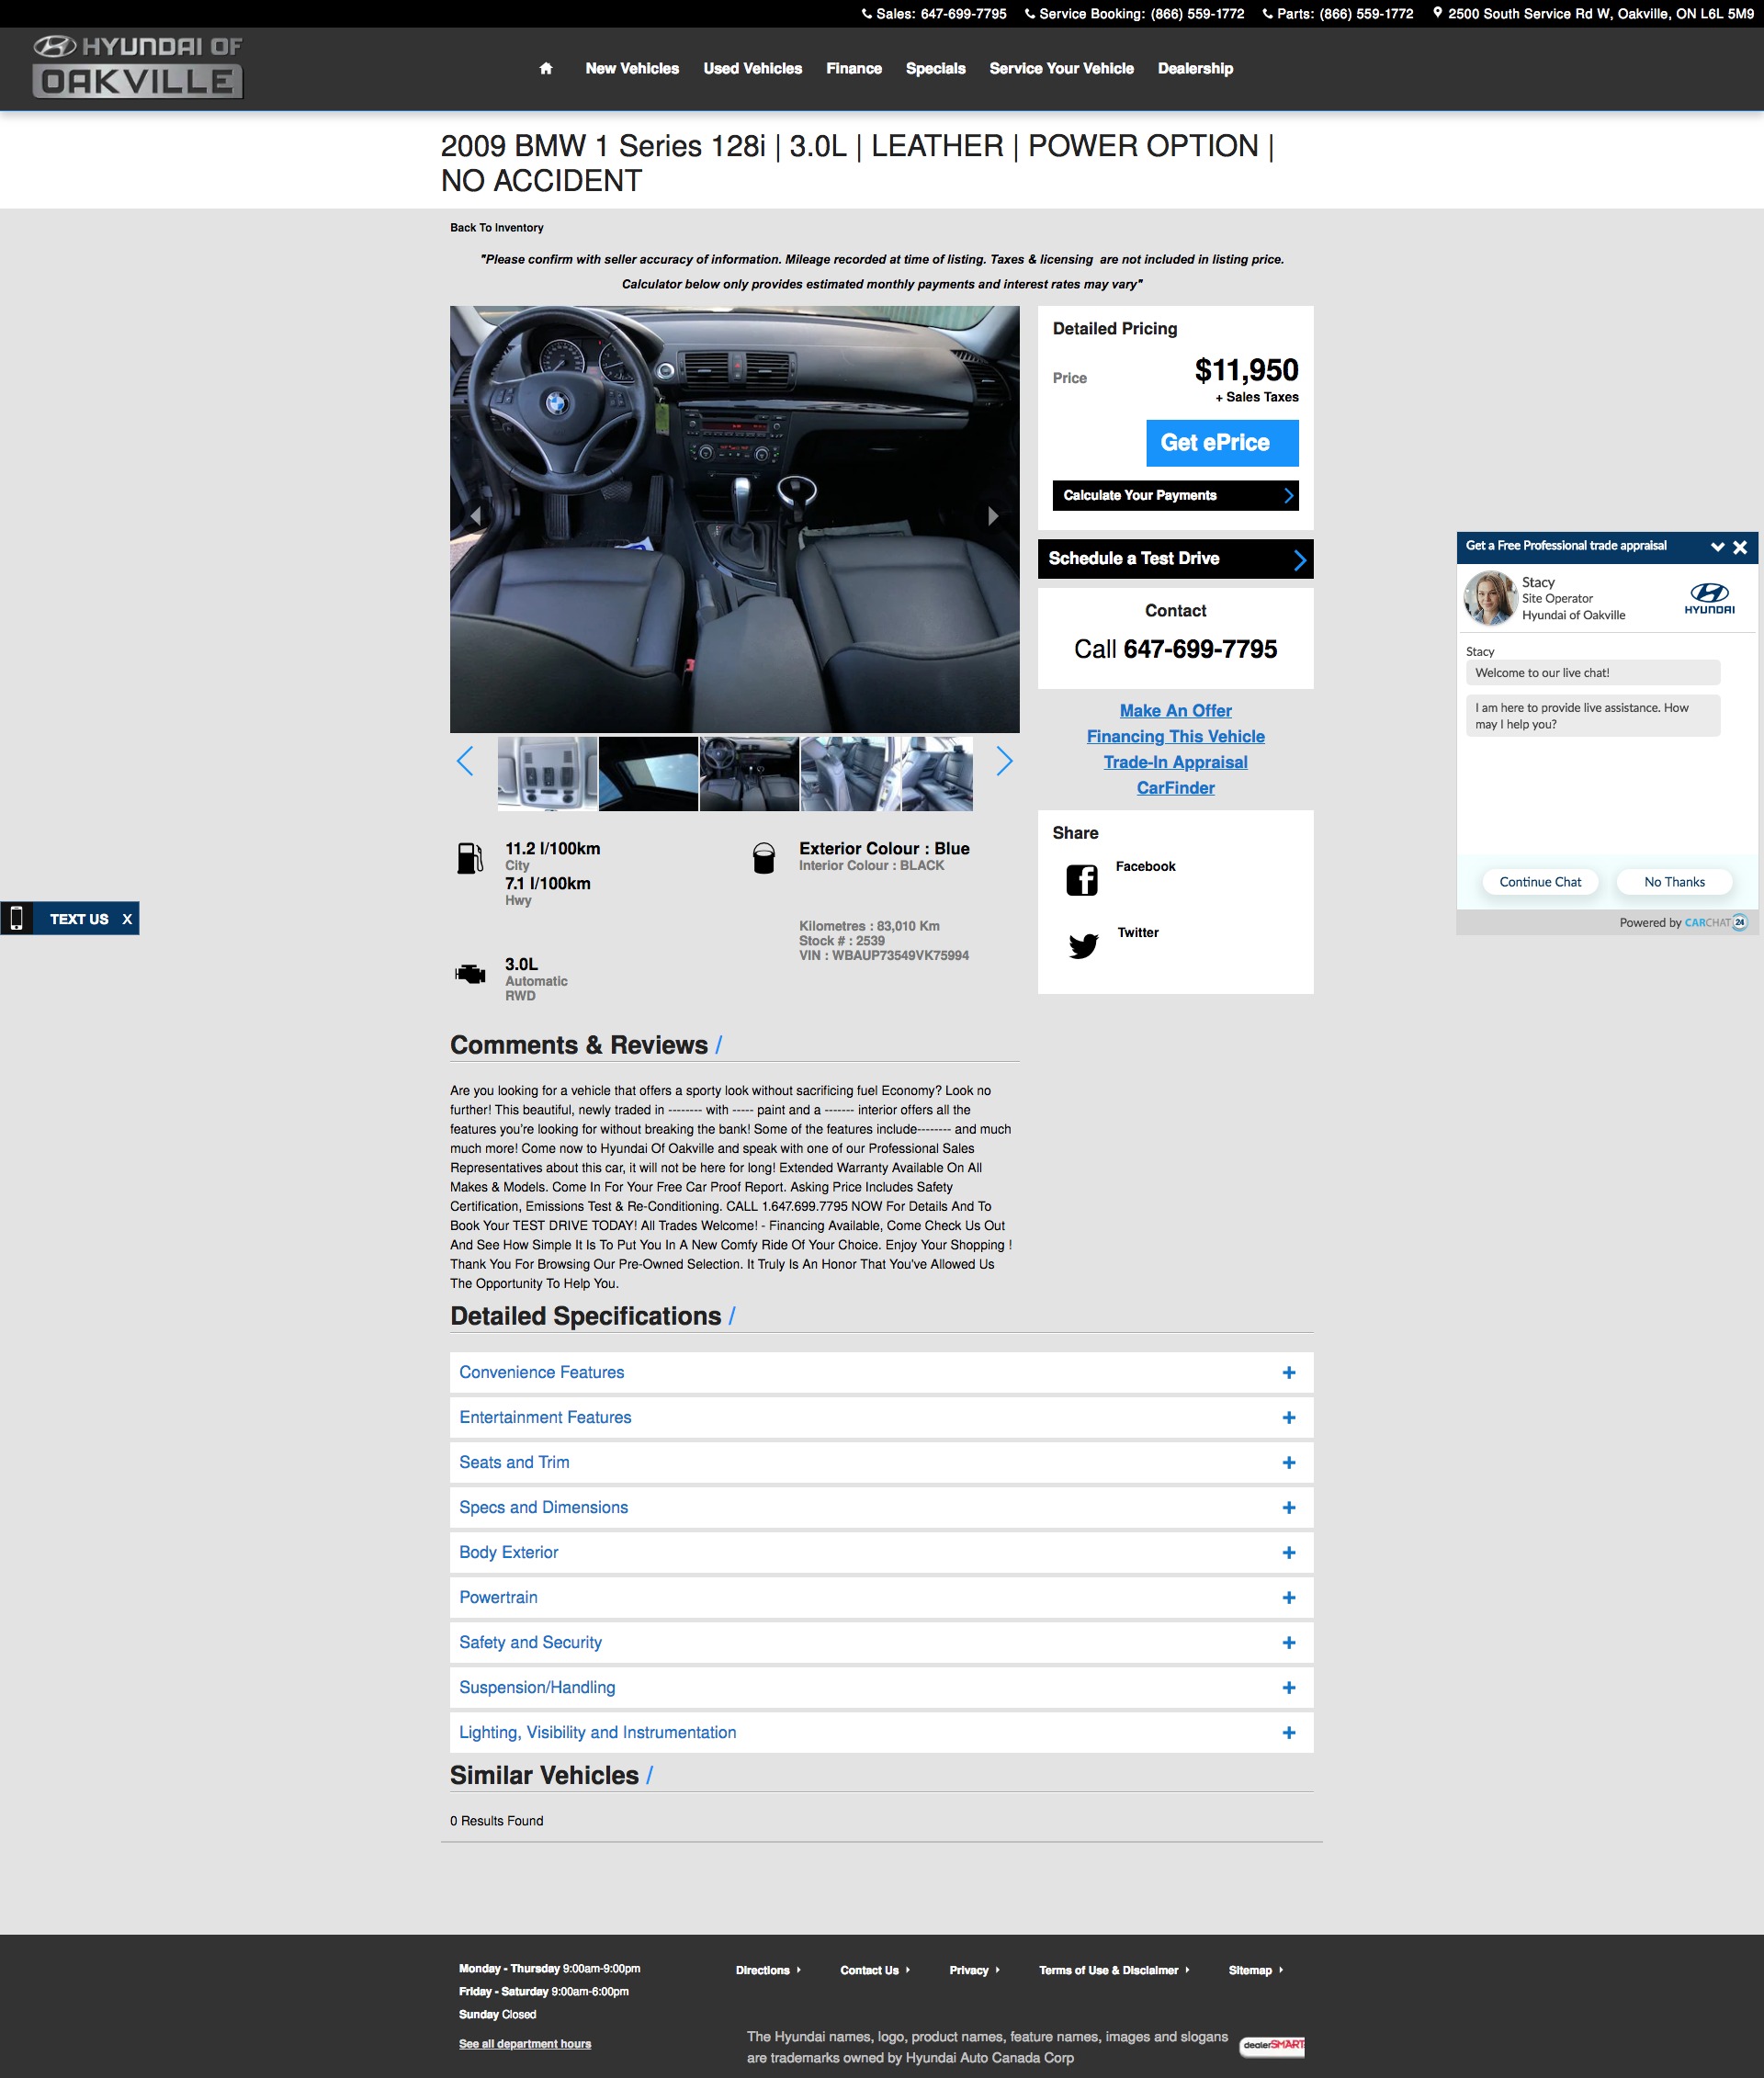 Sales: 647-699-7795 Service Booking: (866) 559-1772 Parts: (866) 559-1772 2500 South Service Rd W, Oakville, ON L6L 5M9
HYUNDAI OF
OAKVILLE
New Vehicles Used Vehicles Finance Specials Service Your Vehicle Dealership
2009 BMW 1 Series 128i | 3.0L | LEATHER | POWER OPTION |
NO ACCIDENT
Back To Inventory
"Please confirm with seller accuracy of information. Mileage recorded at time of listing. Taxes & licensing are not included in listing price.
Calculator below only provides estimated monthly payments and interest rates may vary"
Detailed Pricing
Price $11,950
+ Sales Taxes
Get ePrice
Calculate Your Payments
Schedule a Test Drive
Contact
Call 647-699-7795
Make An Offer
Financing This Vehicle
Trade-In Appraisal
CarFinder
Share
Facebook
Twitter
11.2 l/100km
City
7.1 l/100km
Hwy
3.0L
Automatic
RWD
Exterior Colour : Blue
Interior Colour : BLACK
Kilometres : 83,010 Km
Stock # : 2539
VIN : WBAUP73549VK75994
TEXT US X
Get a Free Professional trade appraisal
Stacy
Site Operator
Hyundai of Oakville
HYUNDAI
Stacy
Welcome to our live chat!
I am here to provide live assistance. How
may I help you?
Continue Chat No Thanks
Powered by CARCHAT 24
Comments & Reviews /
Are you looking for a vehicle that offers a sporty look without sacrificing fuel Economy? Look no
further! This beautiful, newly traded in -------- with ----- paint and a ------- interior offers all the
features you're looking for without breaking the bank! Some of the features include-------- and much
much more! Come now to Hyundai Of Oakville and speak with one of our Professional Sales
Representatives about this car, it will not be here for long! Extended Warranty Available On All
Makes & Models. Come In For Your Free Car Proof Report. Asking Price Includes Safety
Certification, Emissions Test & Re-Conditioning. CALL 1.647.699.7795 NOW For Details And To
Book Your TEST DRIVE TODAY! All Trades Welcome! - Financing Available, Come Check Us Out
And See How Simple It Is To Put You In A New Comfy Ride Of Your Choice. Enjoy Your Shopping !
Thank You For Browsing Our Pre-Owned Selection. It Truly Is An Honor That You've Allowed Us
The Opportunity To Help You.
Detailed Specifications /
Convenience Features +
Entertainment Features +
Seats and Trim +
Specs and Dimensions +
Body Exterior +
Powertrain +
Safety and Security +
Suspension/Handling +
Lighting, Visibility and Instrumentation +
Similar Vehicles /
0 Results Found
Monday - Thursday 9:00am-9:00pm
Friday - Saturday 9:00am-6:00pm
Sunday Closed
See all department hours
Directions Contact Us Privacy Terms of Use & Disclaimer Sitemap
The Hyundai names, logo, product names, feature names, images and slogans
are trademarks owned by Hyundai Auto Canada Corp
dealerSMART